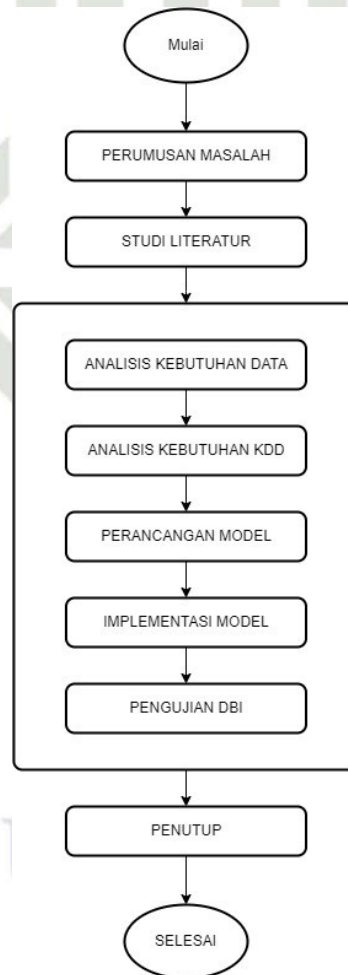 Mulai
PERUMUSAN MASALAH
STUDI LITERATUR
ANALISIS KEBUTUHAN DATA
ANALISIS KEBUTUHAN KDD
PERANCANGAN MODEL
IMPLEMENTASI MODEL
PENGUJIAN DBI
PENUTUP
SELESAI